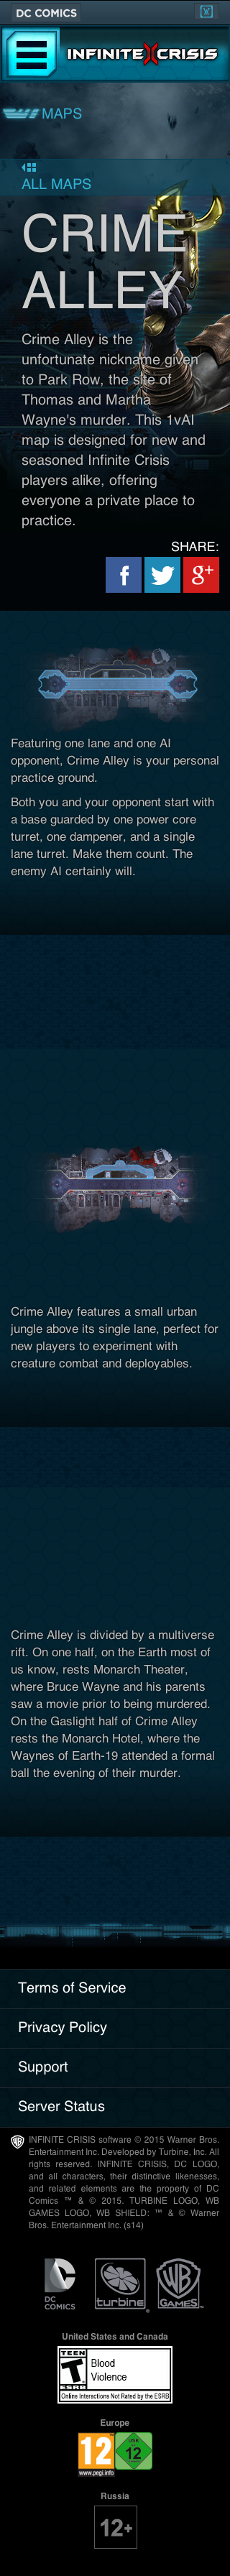 DC COMICS
INFINITE CRISIS
MAPS
ALL MAPS
CRIME
ALLEY
Crime Alley is the
unfortunate nickname given
to Park Row, the site of
Thomas and Martha
Wayne's murder. This 1vAI
map is designed for new and
seasoned Infinite Crisis
players alike, offering
everyone a private place to
practice.
SHARE:
f
g+
Featuring one lane and one AI
opponent, Crime Alley is your personal
practice ground.
Both you and your opponent start with
a base guarded by one power core
turret, one dampener, and a single
lane turret. Make them count. The
enemy AI certainly will.
Crime Alley features a small urban
jungle above its single lane, perfect for
new players to experiment with
creature combat and deployables.
Crime Alley is divided by a multiverse
rift. On one half, on the Earth most of
us know, rests Monarch Theater,
where Bruce Wayne and his parents
saw a movie prior to being murdered.
On the Gaslight half of Crime Alley
rests the Monarch Hotel, where the
Waynes of Earth-19 attended a formal
ball the evening of their murder.
Terms of Service
Privacy Policy
Support
Server Status
INFINITE CRISIS software © 2015 Warner Bros.
Entertainment Inc. Developed by Turbine, Inc. All
rights reserved. INFINITE CRISIS, DC LOGO,
and all characters, their distinctive likenesses,
and related elements are the property of DC
Comics ™ & © 2015. TURBINE LOGO, WB
GAMES LOGO, WB SHIELD: ™ & © Warner
Bros. Entertainment Inc. (s14)
DC
COMICS
turbine®
WB
GAMES™
United States and Canada
TEEN
T
ESRB
Blood
Violence
Online Interactions Not Rated by the ESRB
Europe
12
www.pegi.info
USK
12
Russia
12+